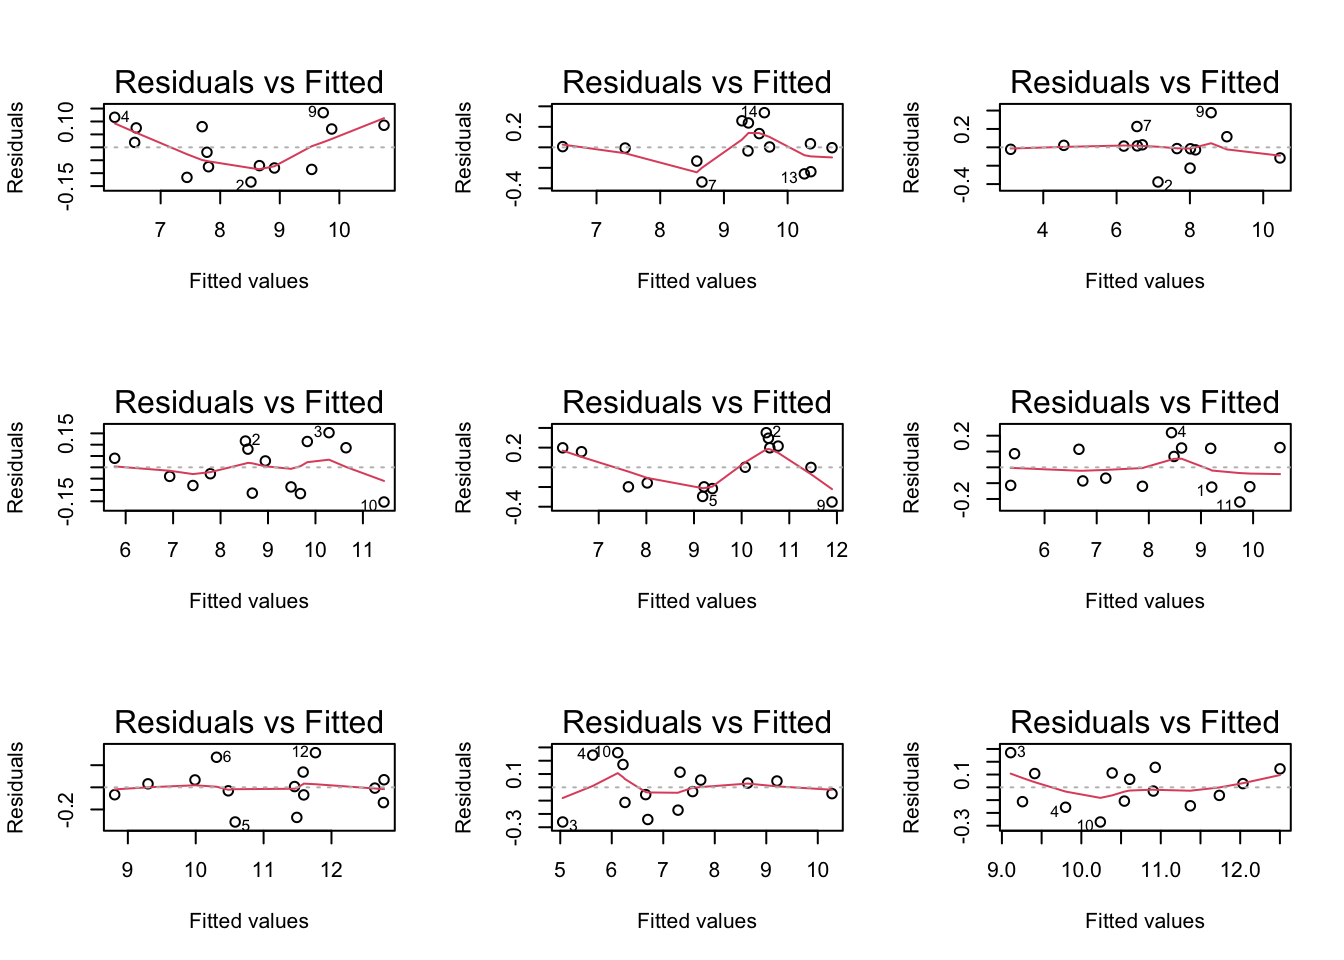 Residuals vs Fitted
Residuals
0.10
-0.15
4
9
2
7 8 9 10
Fitted values
Residuals vs Fitted
Residuals
0.2
-0.4
14
7
13
7 8 9 10
Fitted values
Residuals vs Fitted
Residuals
0.2
-0.4
9
7
2
4 6 8 10
Fitted values
Residuals vs Fitted
Residuals
0.15
-0.15
2
3
10
6 7 8 9 10 11
Fitted values
Residuals vs Fitted
Residuals
0.2
-0.4
2
5
9
7 8 9 10 11 12
Fitted values
Residuals vs Fitted
Residuals
0.2
-0.2
4
1
11
6 7 8 9 10
Fitted values
Residuals vs Fitted
Residuals
-0.2
6
12
5
9 10 11 12
Fitted values
Residuals vs Fitted
Residuals
0.1
-0.3
4
10
3
5 6 7 8 9 10
Fitted values
Residuals vs Fitted
Residuals
0.1
-0.3
3
4
10
9.0 10.0 11.0 12.0
Fitted values